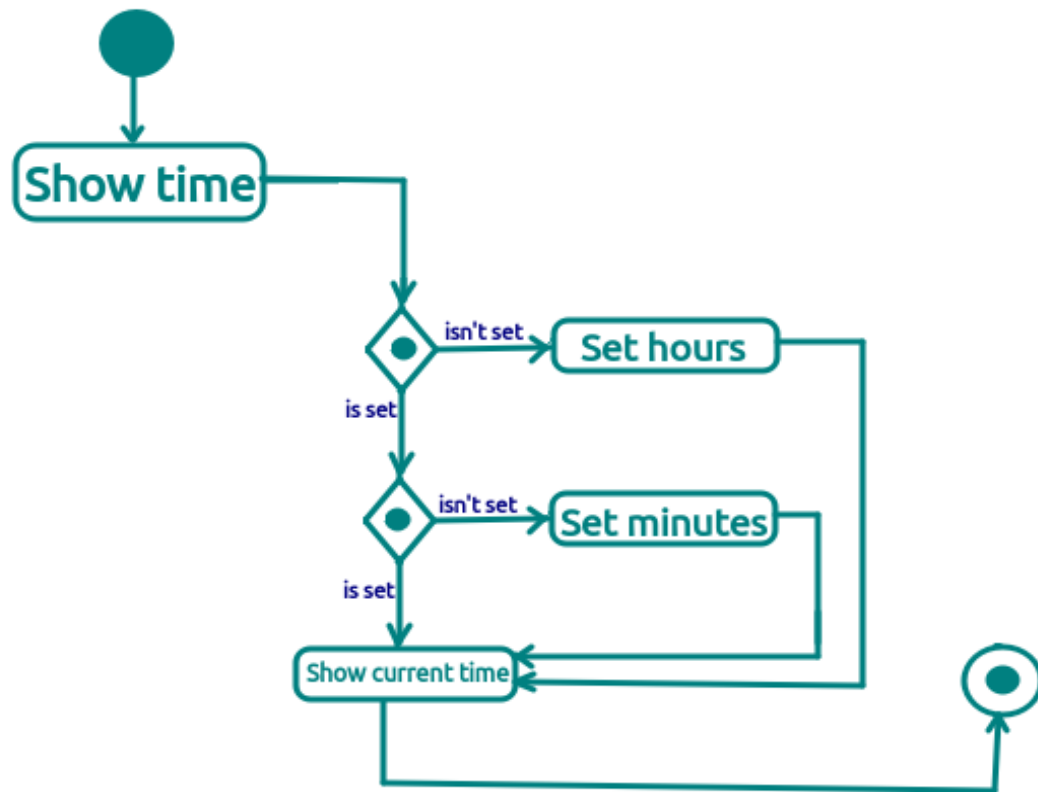 Show time
isn't set
Set hours
is set
isn't set
Set minutes
is set
Show current time